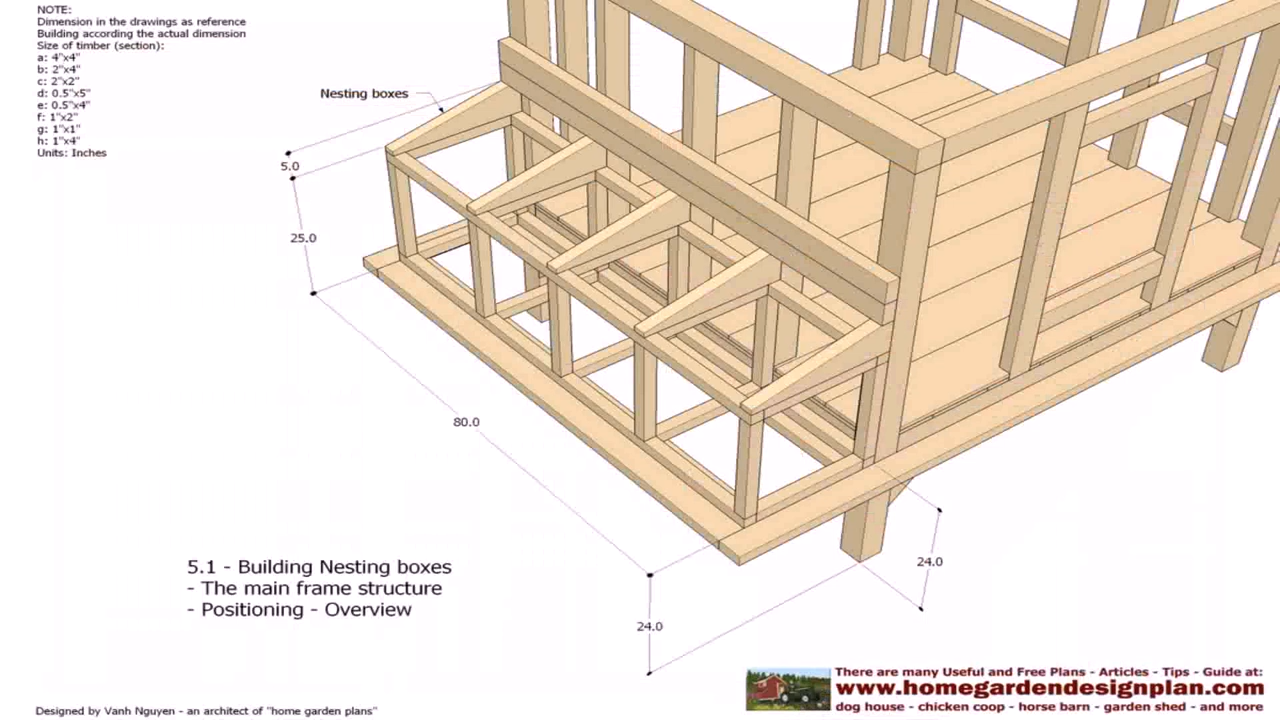 NOTE:
Dimension in the drawings as reference
Building according the actual dimension
Size of timber (section):
a: 4"x4"
b: 2"x4"
c: 2"x2"
d: 0.5"x5"
e: 0.5"x4"
f: 1"x2"
g: 1"x1"
h: 1"x4"
Units: Inches
Nesting boxes
5.0
25.0
80.0
24.0
24.0
5.1 - Building Nesting boxes
- The main frame structure
- Positioning - Overview
There are many Useful and Free Plans - Articles - Tips - Guide at:
www.homegardendesignplan.com
dog house - chicken coop - horse barn - garden shed - and more
Designed by Vanh Nguyen - an architect of "home garden plans"